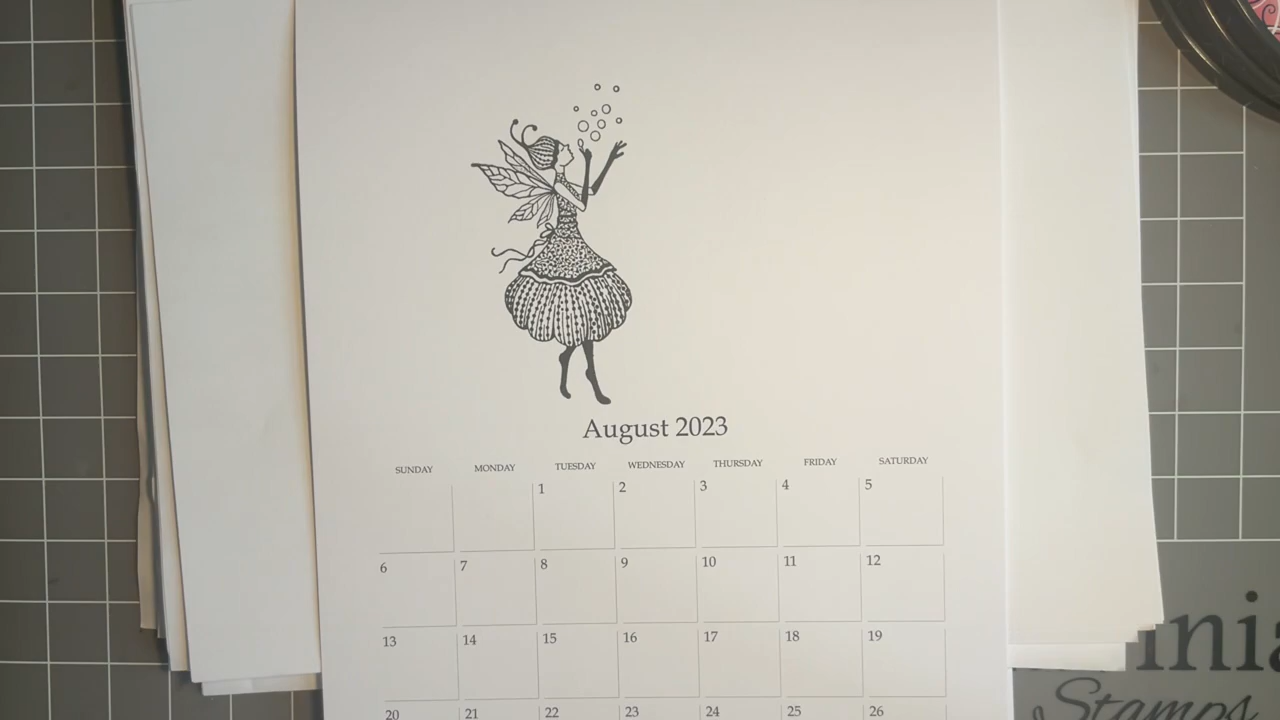 August 2023
SUNDAY MONDAY TUESDAY WEDNESDAY THURSDAY FRIDAY SATURDAY
1 2 3 4 5
6 7 8 9 10 11 12
13 14 15 16 17 18 19
20 21 22 23 24 25 26
Stamps